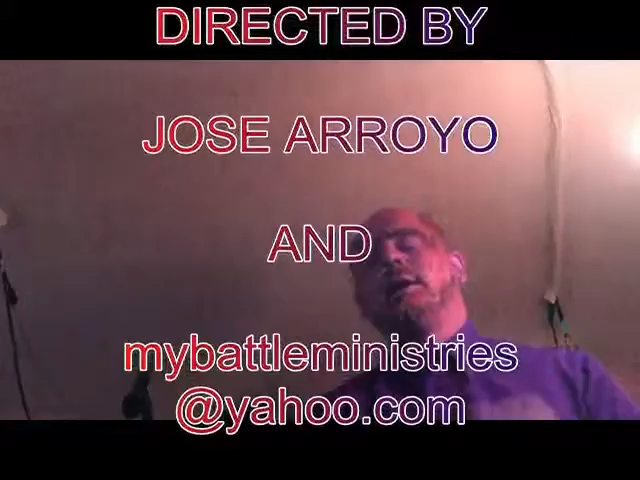 DIRECTED BY
JOSE ARROYO
AND
mybattleministries
@yahoo.com